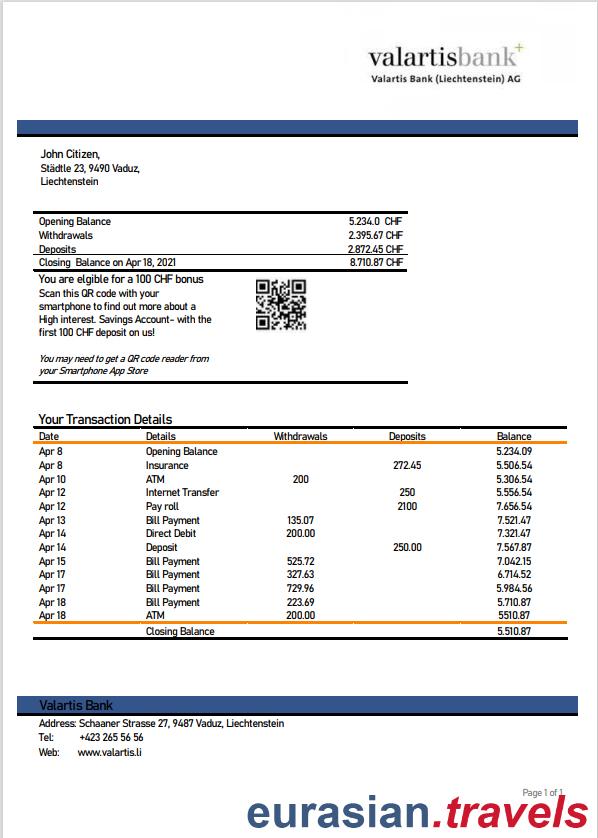 valartisbank+
Valartis Bank (Liechtenstein) AG
John Citizen,
Städtle 23, 9490 Vaduz,
Liechtenstein
Opening Balance 5.234.0 CHF
Withdrawals 2.395.67 CHF
Deposits 2.872.45 CHF
Closing Balance on Apr 18, 2021 8.710.87 CHF
You are elgible for a 100 CHF bonus
Scan this QR code with your
smartphone to find out more about a
High interest. Savings Account- with the
first 100 CHF deposit on us!
You may need to get a QR code reader from
your Smartphone App Store
Your Transaction Details
Date Details Withdrawals Deposits Balance
Apr 8 Opening Balance 5.234.09
Apr 8 Insurance 272.45 5.506.54
Apr 10 ATM 200 5.306.54
Apr 12 Internet Transfer 250 5.556.54
Apr 12 Pay roll 2100 7.656.54
Apr 13 Bill Payment 135.07 7.521.47
Apr 14 Direct Debit 200.00 7.321.47
Apr 14 Deposit 250.00 7.567.87
Apr 15 Bill Payment 525.72 7.042.15
Apr 17 Bill Payment 327.63 6.714.52
Apr 17 Bill Payment 729.96 5.984.56
Apr 18 Bill Payment 223.69 5.710.87
Apr 18 ATM 200.00 5510.87
Closing Balance 5.510.87
Valartis Bank
Address: Schaaner Strasse 27, 9487 Vaduz, Liechtenstein
Tel: +423 265 56 56
Web: www.valartis.li
Page 1 of 1
eurasian.travels